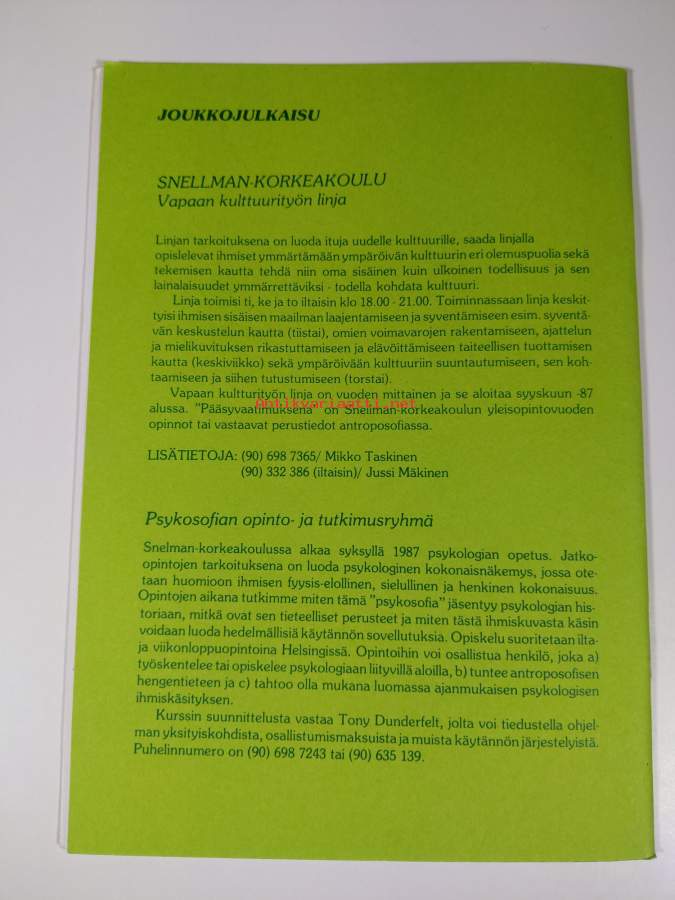 JOUKKOJULKAISU
SNELLMAN-KORKEAKOULU
Vapaan kulttuurityön linja
Linjan tarkoituksena on luoda ituja uudelle kulttuurille, saada linjalla
opislelevat ihmiset ymmärtämään ympäröivän kulttuurin eri olemuspuolia sekä
tekemisen kautta tehdä niin oma sisäinen kuin ulkoinen todellisuus ja sen
lainalaisuudet ymmärrettäviksi - todella kohdata kulttuuri.
Linja toimisi ti, ke ja to iltaisin klo 18.00 - 21.00. Toiminnassaan linja keskit-
tyisi ihmisen sisäisen maailman laajentamiseen ja syventämiseen esim. syventä-
vän keskustelun kautta (tiistai), omien voimavarojen rakentamiseen, ajattelun
ja mielikuvituksen rikastuttamiseen ja elävöittämiseen taiteellisen tuottamisen
kautta (keskiviikko) sekä ympäröivään kulttuuriin suuntautumiseen, sen koh-
taamiseen ja siihen tutustumiseen (torstai).
Vapaan kultturityön linja on vuoden mittainen ja se aloitaa syyskuun -87
Antikvariaatti.net
alussa. "Pääsyvaatimuksena" on Snellman-korkeakoulun yleisopintovuoden
opinnot tai vastaavat perustiedot antroposofiassa.
LISÄTIETOJA: (90) 698 7365/ Mikko Taskinen
(90) 332 386 (iltaisin)/ Jussi Mäkinen
Psykosofian opinto- ja tutkimusryhmä
Snelman-korkeakoulussa alkaa syksyllä 1987 psykologian opetus. Jatko-
opintojen tarkoituksena on luoda psykologinen kokonaisnäkemys, jossa ote-
taan huomioon ihmisen fyysis-elollinen, sielullinen ja henkinen kokonaisuus.
Opintojen aikana tutkimme miten tämä "psykosofia" jäsentyy psykologian his-
toriaan, mitkä ovat sen tieteelliset perusteet ja miten tästä ihmiskuvasta käsin
voidaan luoda hedelmällisiä käytännön sovellutuksia. Opiskelu suoritetaan ilta-
ja viikonloppuopintoina Helsingissä. Opintoihin voi osallistua henkilö, joka a)
työskentelee tai opiskelee psykologiaan liityvillä aloilla, b) tuntee antroposofisen
hengentieteen ja c) tahtoo olla mukana luomassa ajanmukaisen psykologisen
ihmiskäsityksen.
Kurssin suunnittelusta vastaa Tony Dunderfelt, jolta voi tiedustella ohjel-
man yksityiskohdista, osallistumismaksuista ja muista käytännön järjestelyistä.
Puhelinnumero on (90) 698 7243 tai (90) 635 139.